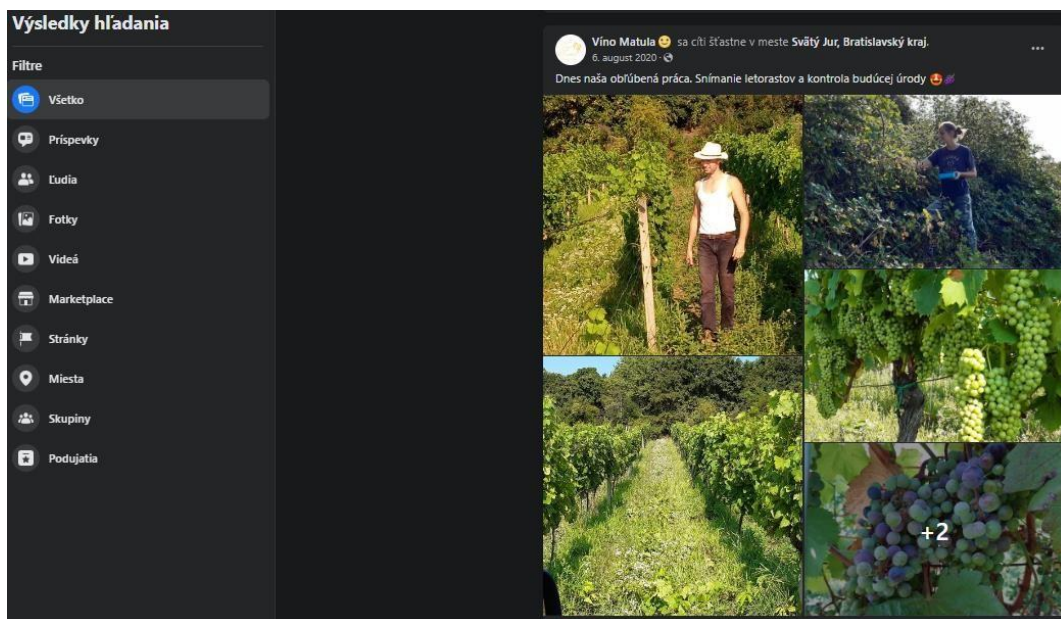 Výsledky hľadania
Filtre
Všetko
Príspevky
Ľudia
Fotky
Videá
Marketplace
Stránky
Miesta
Skupiny
Podujatia
Víno Matula sa cíti šťastne v meste Svätý Jur, Bratislavský kraj.
6. august 2020 ·
Dnes naša obľúbená práca. Snímanie letorastov a kontrola budúcej úrody
+2